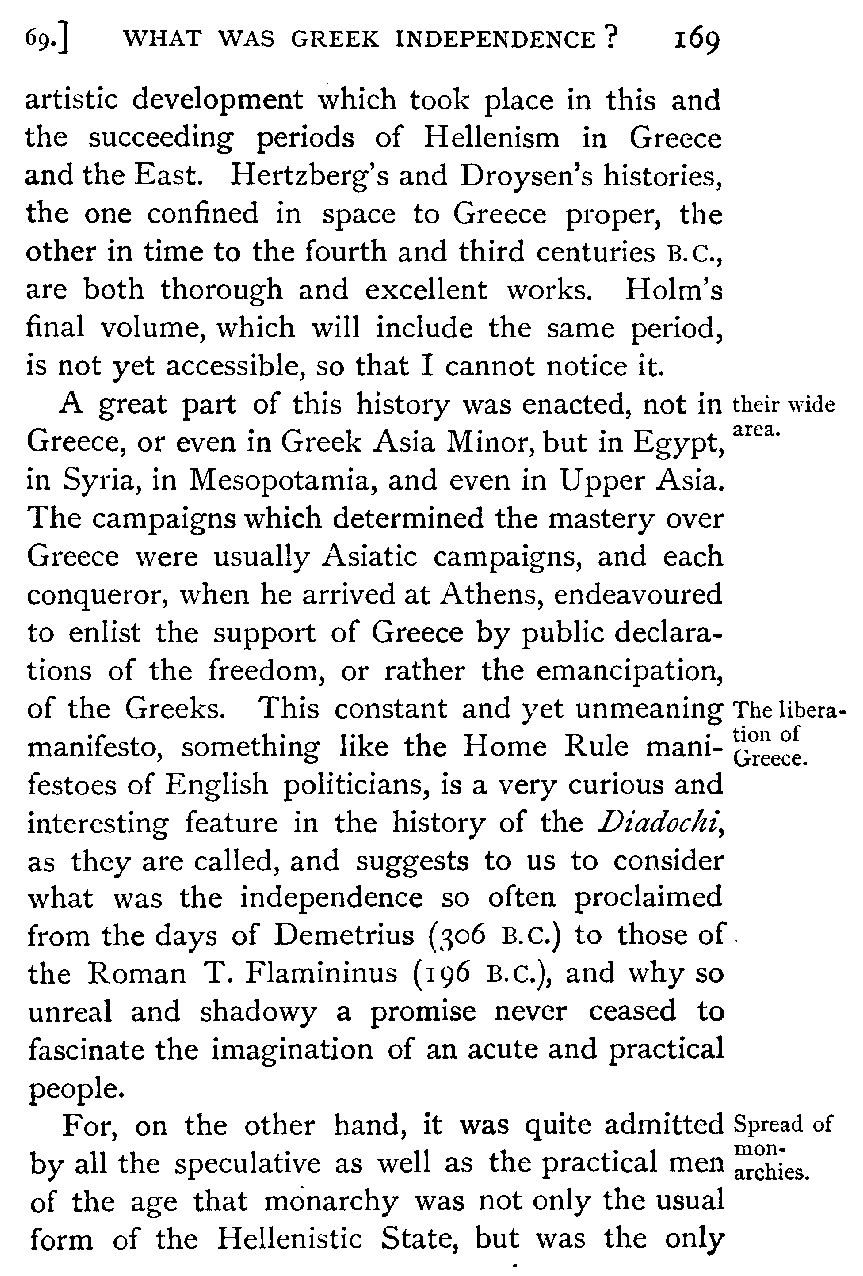 69.] WHAT WAS GREEK INDEPENDENCE ? 169
artistic development which took place in this and
the succeeding periods of Hellenism in Greece
and the East. Hertzberg's and Droysen's histories,
the one confined in space to Greece proper, the
other in time to the fourth and third centuries B.C.,
are both thorough and excellent works. Holm's
final volume, which will include the same period,
is not yet accessible, so that I cannot notice it.
A great part of this history was enacted, not in
their wide
area.
Greece, or even in Greek Asia Minor, but in Egypt,
in Syria, in Mesopotamia, and even in Upper Asia.
The campaigns which determined the mastery over
Greece were usually Asiatic campaigns, and each
conqueror, when he arrived at Athens, endeavoured
to enlist the support of Greece by public declara-
tions of the freedom, or rather the emancipation,
of the Greeks. This constant and yet unmeaning
The libera-
tion of
Greece.
manifesto, something like the Home Rule mani-
festoes of English politicians, is a very curious and
interesting feature in the history of the Diadochi,
as they are called, and suggests to us to consider
what was the independence so often proclaimed
from the days of Demetrius (306 B.C.) to those of
the Roman T. Flamininus (196 B.C.), and why so
unreal and shadowy a promise never ceased to
fascinate the imagination of an acute and practical
people.
For, on the other hand, it was quite admitted
Spread of
mon-
archies.
by all the speculative as well as the practical men
of the age that monarchy was not only the usual
form of the Hellenistic State, but was the only